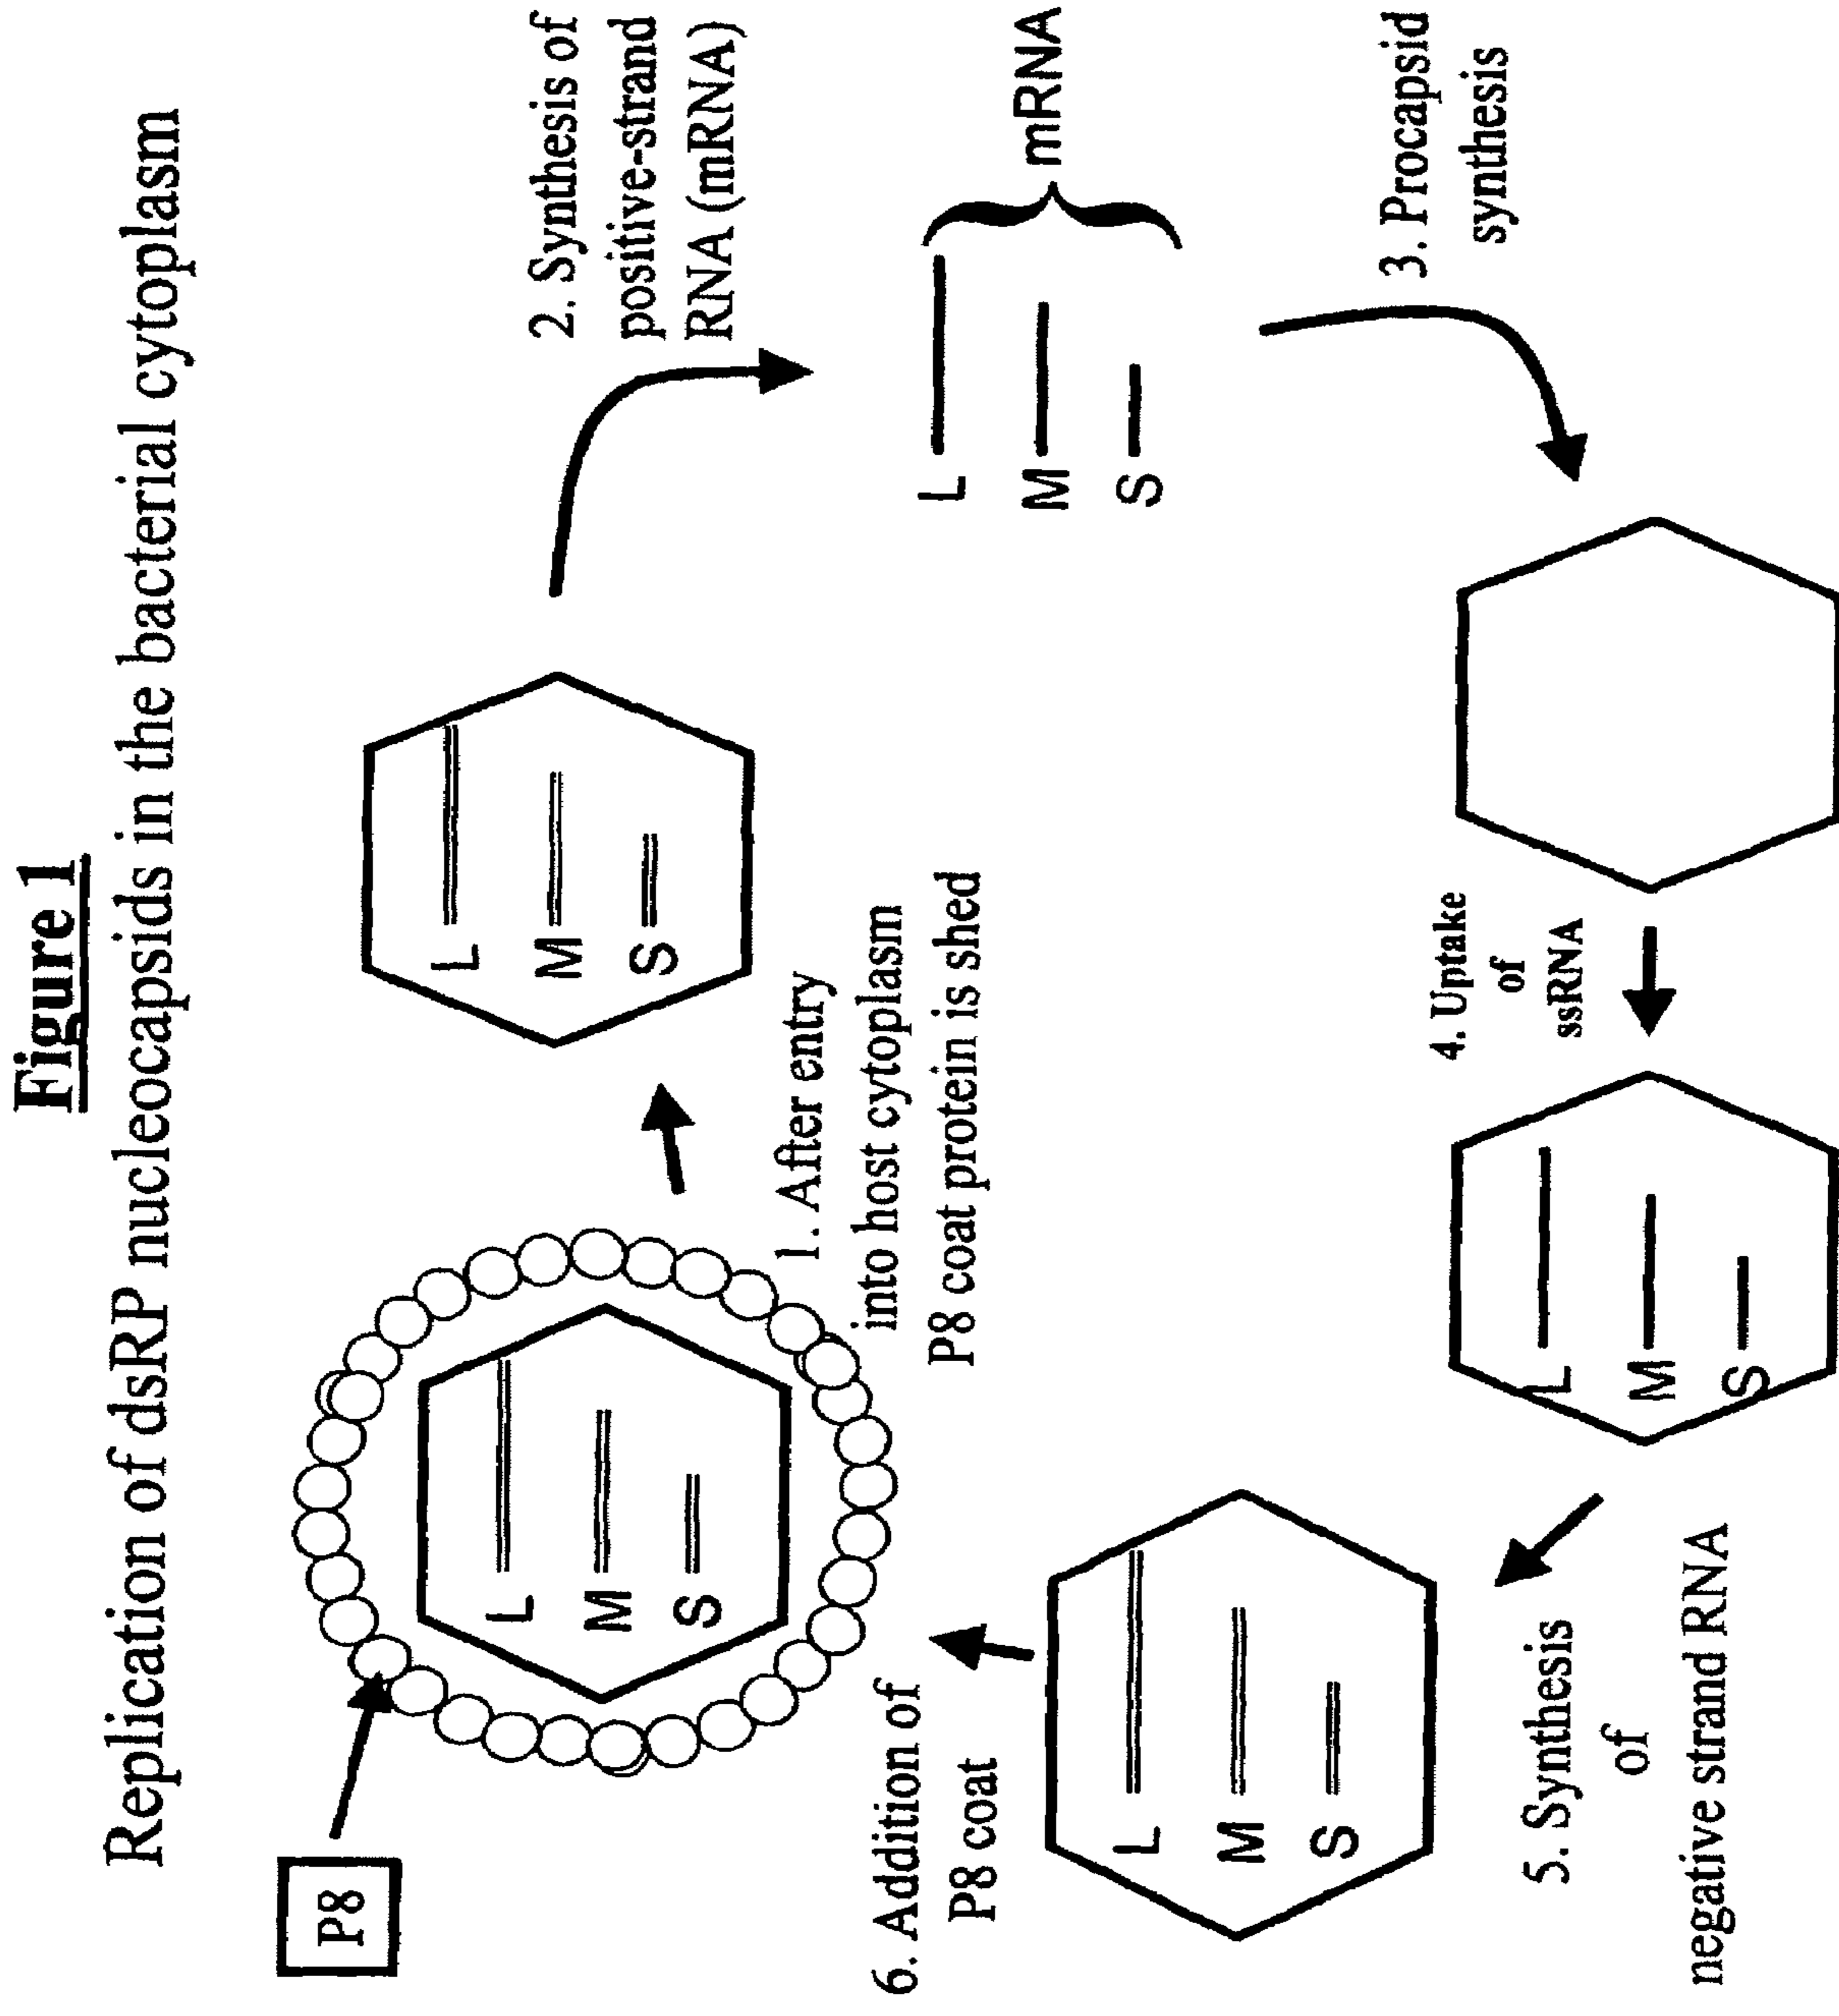 Figure 1
Replication of dsRP nucleocapsids in the bacterial cytoplasm
P8
L
M
S
1. After entry
into host cytoplasm
P8 coat protein is shed
L
M
S
2. Synthesis of
positive-strand
RNA (mRNA)
L
M
S
mRNA
3. Procapsid
synthesis
4. Uptake
of
ssRNA
L
M
S
5. Synthesis
of
negative strand RNA
L
M
S
6. Addition of
P8 coat